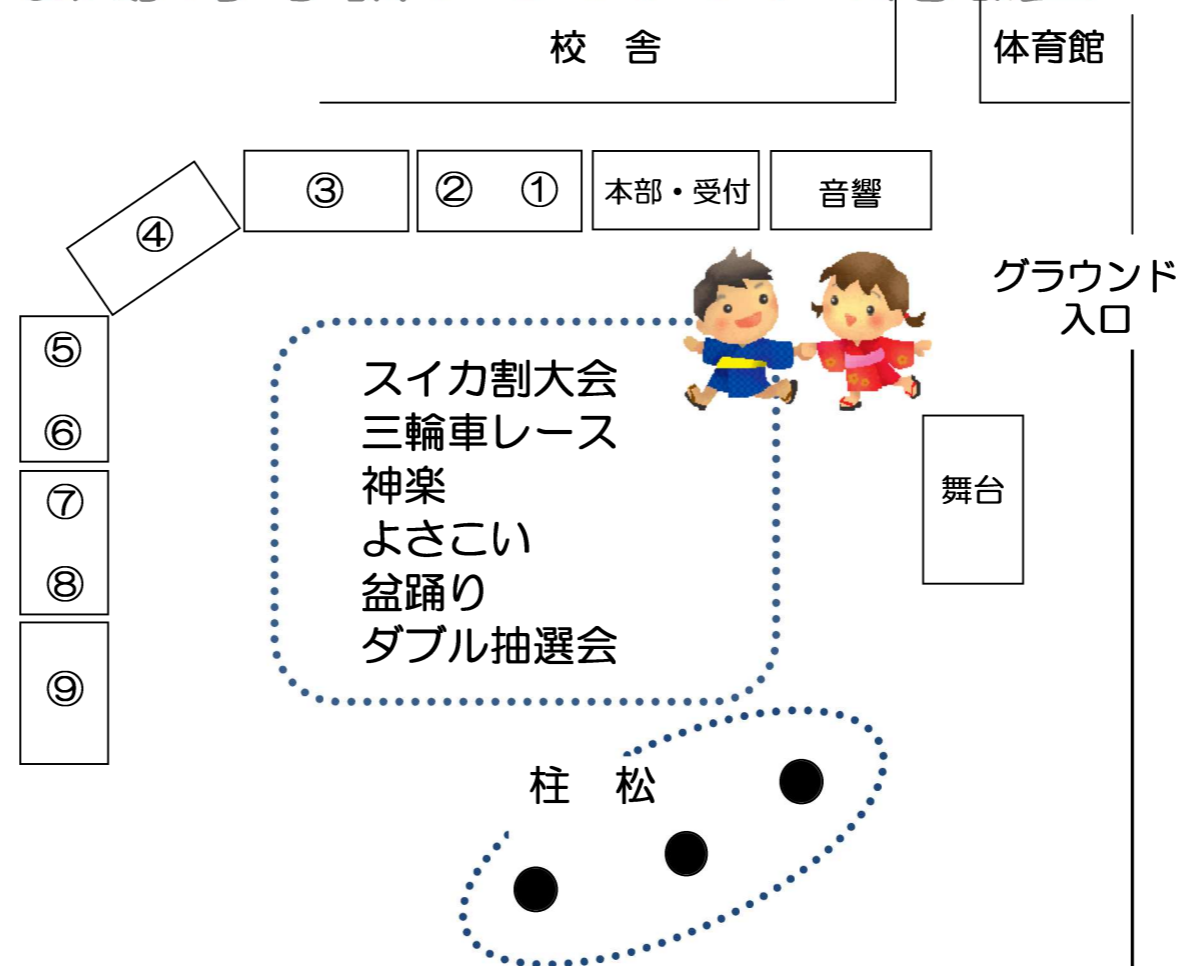 校 舎
体育館
③
② ①
本部・受付
音響
④
グラウンド
入口
⑤
⑥
⑦
⑧
⑨
スイカ割大会
三輪車レース
神楽
よさこい
盆踊り
ダブル抽選会
舞台
柱 松